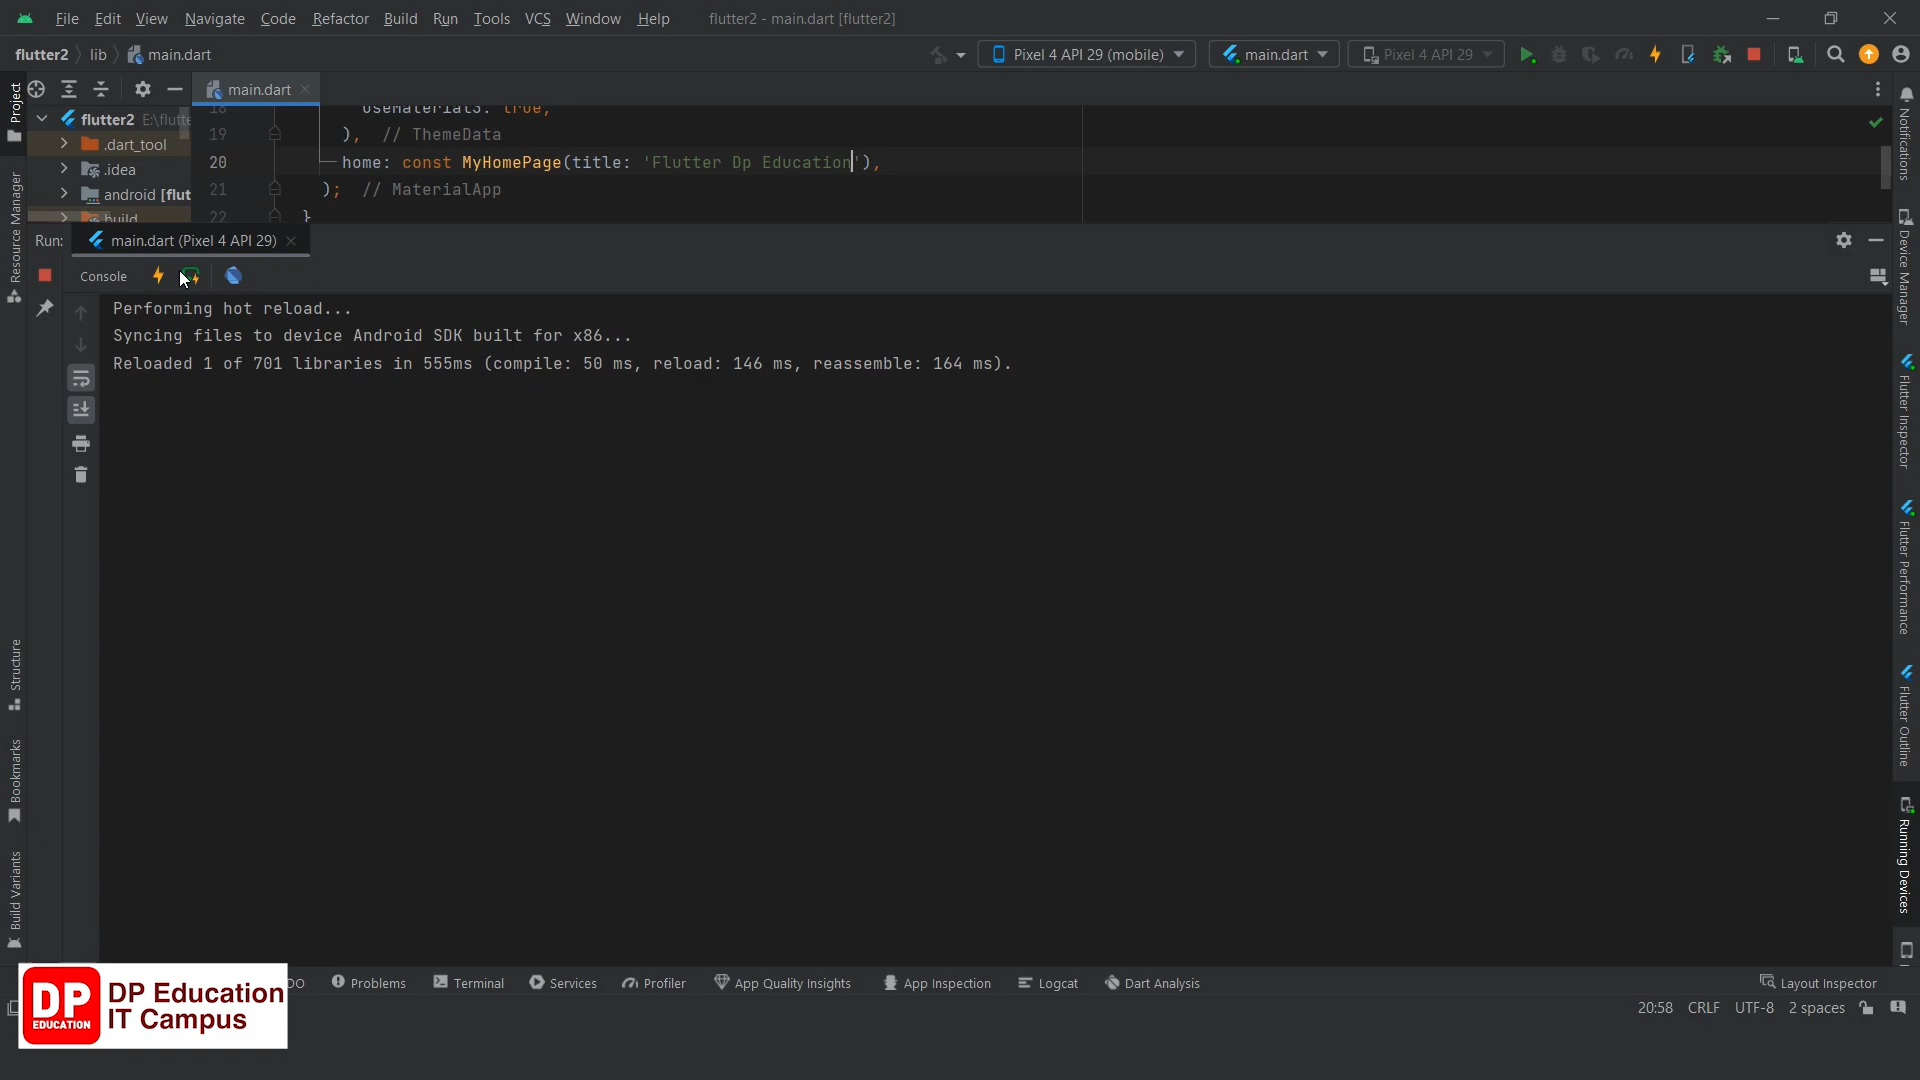 File Edit View Navigate Code Refactor Build Run Tools VCS Window Help flutter2 - main.dart [flutter2]
flutter2 lib main.dart Pixel 4 API 29 (mobile) main.dart Pixel 4 API 29
main.dart
flutter2 E:\flutte
.dart_tool
.idea
android [flut
build
18 useMaterial3: true,
19 ), // ThemeData
20 home: const MyHomePage(title: 'Flutter Dp Education'),
21 ); // MaterialApp
22 }
Run: main.dart (Pixel 4 API 29)
Console
Performing hot reload...
Syncing files to device Android SDK built for x86...
Reloaded 1 of 701 libraries in 555ms (compile: 50 ms, reload: 146 ms, reassemble: 164 ms).
Project
Resource Manager
Structure
Bookmarks
Build Variants
Notifications
Device Manager
Flutter Inspector
Flutter Performance
Flutter Outline
Running Devices
DO Problems Terminal Services Profiler App Quality Insights App Inspection Logcat Dart Analysis Layout Inspector
20:58 CRLF UTF-8 2 spaces
DP
EDUCATION
DP Education
IT Campus